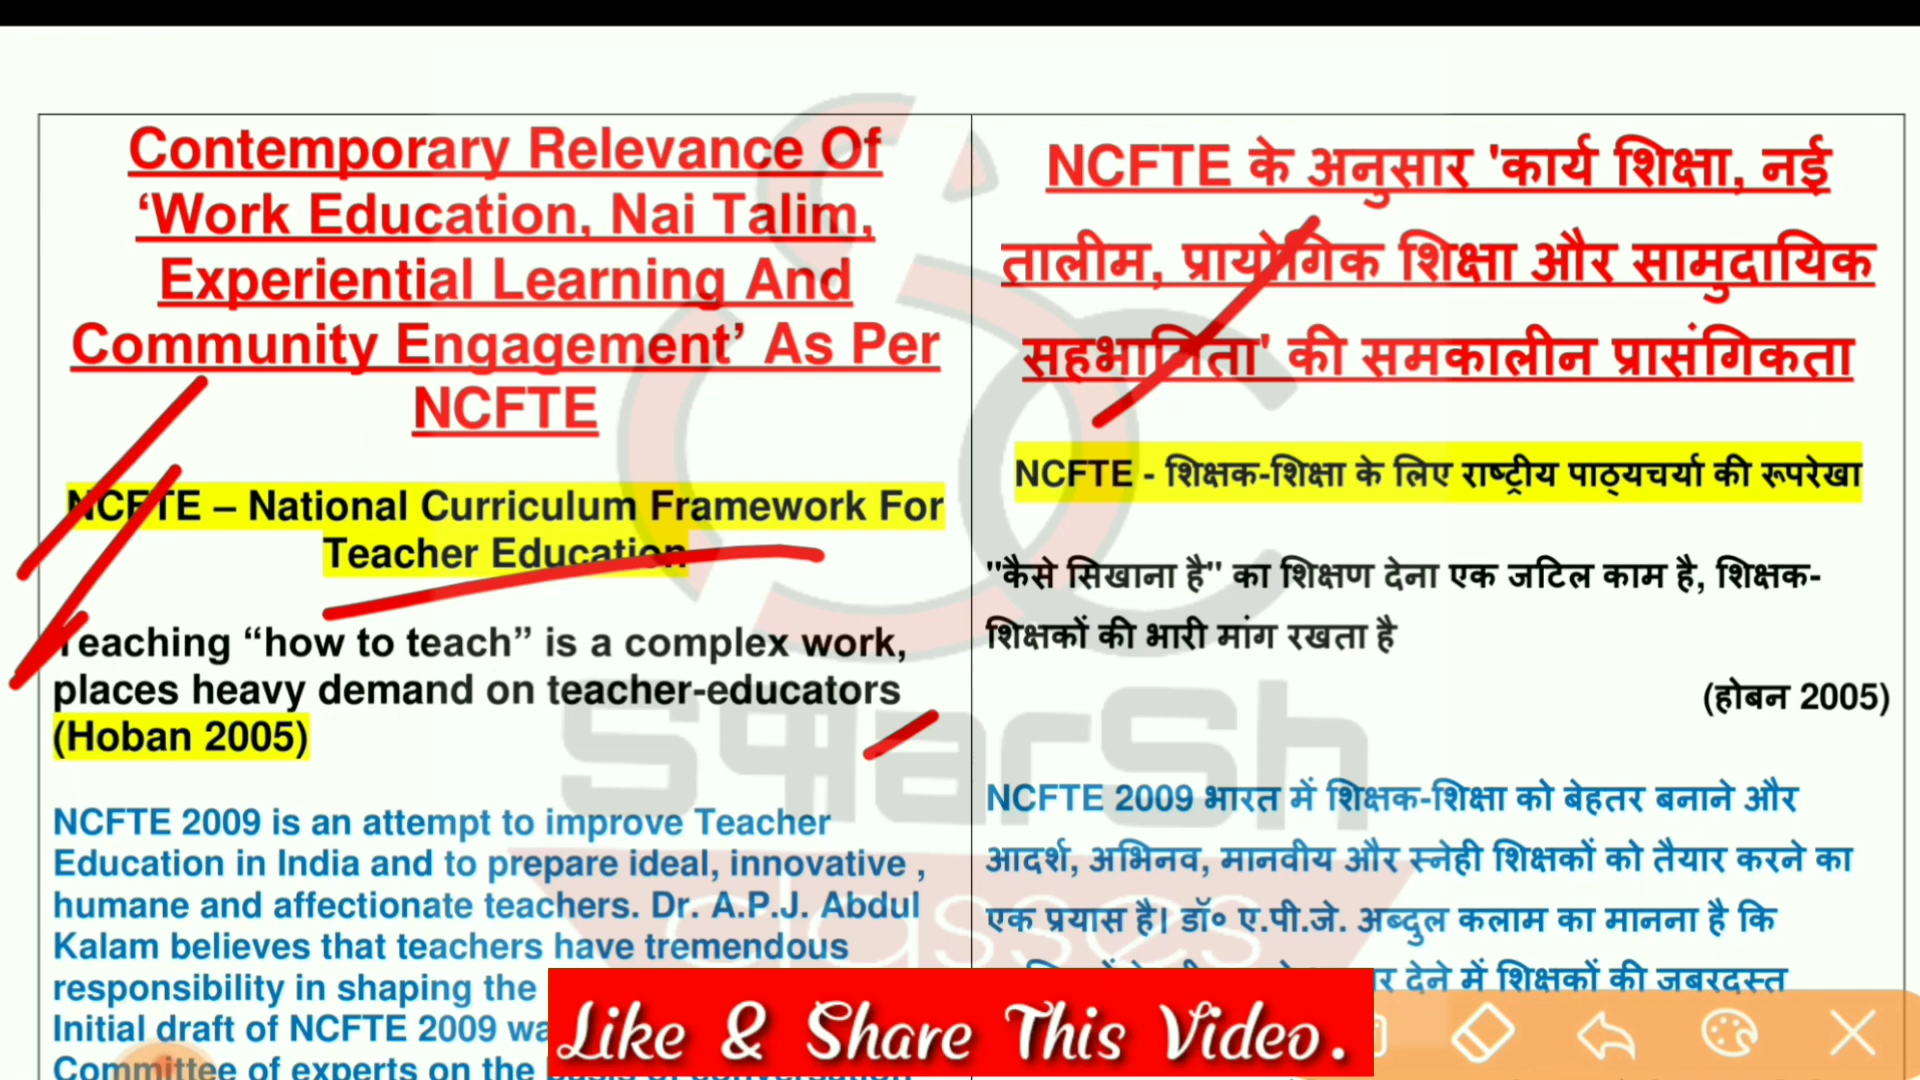 Contemporary Relevance Of
‘Work Education, Nai Talim,
Experiential Learning And
Community Engagement’ As Per
NCFTE
NCFTE – National Curriculum Framework For
Teacher Education
Teaching “how to teach” is a complex work,
places heavy demand on teacher-educators
(Hoban 2005)
NCFTE 2009 is an attempt to improve Teacher
Education in India and to prepare ideal, innovative ,
humane and affectionate teachers. Dr. A.P.J. Abdul
Kalam believes that teachers have tremendous
responsibility in shaping the
Initial draft of NCFTE 2009
Committee of experts on the
NCFTE के अनुसार 'कार्य शिक्षा, नई
तालीम, प्रायोगिक शिक्षा और सामुदायिक
सहभागिता' की समकालीन प्रासंगिकता
NCFTE - शिक्षक-शिक्षा के लिए राष्ट्रीय पाठ्यचर्या की रूपरेखा
"कैसे सिखाना है" का शिक्षण देना एक जटिल काम है, शिक्षक-
शिक्षकों की भारी मांग रखता है
(होबन 2005)
NCFTE 2009 भारत में शिक्षक-शिक्षा को बेहतर बनाने और
आदर्श, अभिनव, मानवीय और स्नेही शिक्षकों को तैयार करने का
एक प्रयास है। डॉ॰ ए.पी.जे. अब्दुल कलाम का मानना है कि
देने में शिक्षकों की जबरदस्त
Sqarsh
classes
Like & Share This Video.